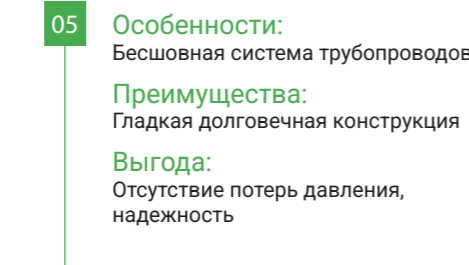 05
Особенности:
Бесшовная система трубопроводов
Преимущества:
Гладкая долговечная конструкция
Выгода:
Отсутствие потерь давления,
надежность